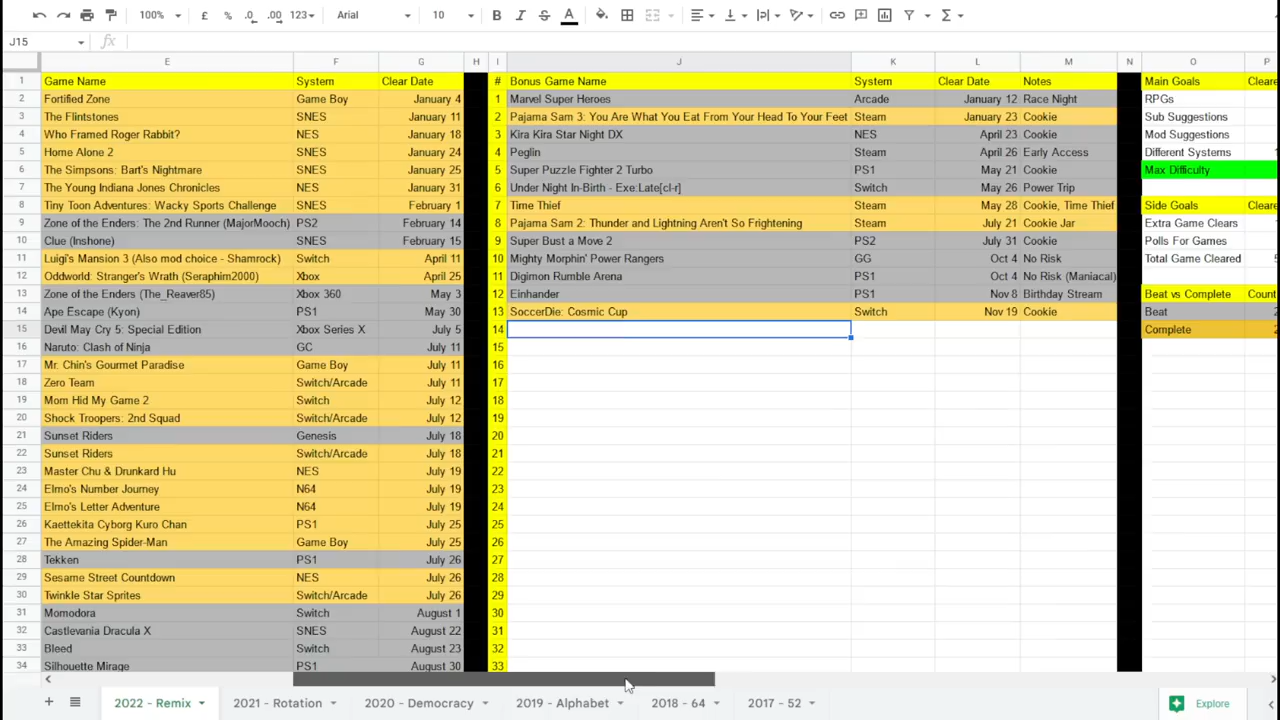 100% £ % .0 .00 123 Arial 10 B I S A Σ
J15 fx
E F G H I J K L M N O P
1 Game Name System Clear Date # Bonus Game Name System Clear Date Notes Main Goals Cleare
2 Fortified Zone Game Boy January 4 1 Marvel Super Heroes Arcade January 12 Race Night RPGs
3 The Flintstones SNES January 11 2 Pajama Sam 3: You Are What You Eat From Your Head To Your Feet Steam January 23 Cookie Sub Suggestions
4 Who Framed Roger Rabbit? NES January 18 3 Kira Kira Star Night DX NES April 23 Cookie Mod Suggestions
5 Home Alone 2 SNES January 24 4 Peglin Steam April 26 Early Access Different Systems 1
6 The Simpsons: Bart's Nightmare SNES January 25 5 Super Puzzle Fighter 2 Turbo PS1 May 21 Cookie Max Difficulty
7 The Young Indiana Jones Chronicles NES January 31 6 Under Night In-Birth - Exe:Late[cl-r] Switch May 26 Power Trip
8 Tiny Toon Adventures: Wacky Sports Challenge SNES February 1 7 Time Thief Steam May 28 Cookie, Time Thief Side Goals Cleare
9 Zone of the Enders: The 2nd Runner (MajorMooch) PS2 February 14 8 Pajama Sam 2: Thunder and Lightning Aren't So Frightening Steam July 21 Cookie Jar Extra Game Clears
10 Clue (Inshone) SNES February 15 9 Super Bust a Move 2 PS2 July 31 Cookie Polls For Games
11 Luigi's Mansion 3 (Also mod choice - Shamrock) Switch April 11 10 Mighty Morphin' Power Rangers GG Oct 4 No Risk Total Game Cleared 5
12 Oddworld: Stranger's Wrath (Seraphim2000) Xbox April 25 11 Digimon Rumble Arena PS1 Oct 4 No Risk (Maniacal)
13 Zone of the Enders (The_Reaver85) Xbox 360 May 3 12 Einhander PS1 Nov 8 Birthday Stream Beat vs Complete Count
14 Ape Escape (Kyon) PS1 May 30 13 SoccerDie: Cosmic Cup Switch Nov 19 Cookie Beat 2
15 Devil May Cry 5: Special Edition Xbox Series X July 5 14 Complete 2
16 Naruto: Clash of Ninja GC July 11 15
17 Mr. Chin's Gourmet Paradise Game Boy July 11 16
18 Zero Team Switch/Arcade July 11 17
19 Mom Hid My Game 2 Switch July 12 18
20 Shock Troopers: 2nd Squad Switch/Arcade July 12 19
21 Sunset Riders Genesis July 18 20
22 Sunset Riders Switch/Arcade July 18 21
23 Master Chu & Drunkard Hu NES July 19 22
24 Elmo's Number Journey N64 July 19 23
25 Elmo's Letter Adventure N64 July 19 24
26 Kaettekita Cyborg Kuro Chan PS1 July 25 25
27 The Amazing Spider-Man Game Boy July 25 26
28 Tekken PS1 July 26 27
29 Sesame Street Countdown NES July 26 28
30 Twinkle Star Sprites Switch/Arcade July 26 29
31 Momodora Switch August 1 30
32 Castlevania Dracula X SNES August 22 31
33 Bleed Switch August 23 32
34 Silhouette Mirage PS1 August 30 33
2022 - Remix 2021 - Rotation 2020 - Democracy 2019 - Alphabet 2018 - 64 2017 - 52 Explore